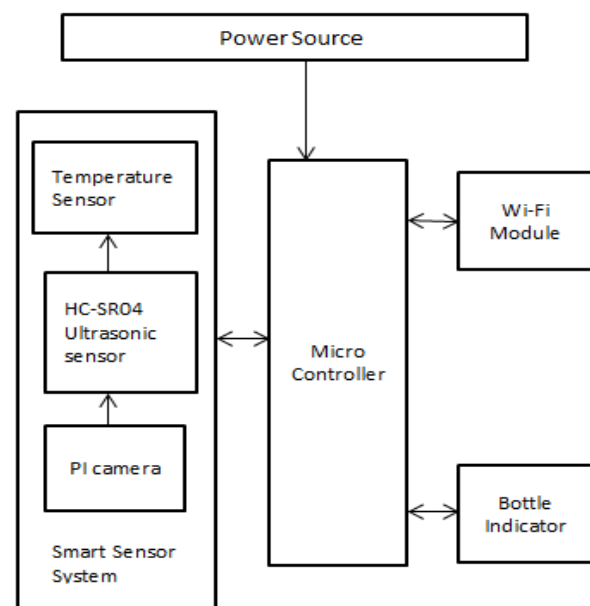 Power Source
Temperature
Sensor
HC-SR04
Ultrasonic
sensor
PI camera
Smart Sensor
System
Micro
Controller
Wi-Fi
Module
Bottle
Indicator